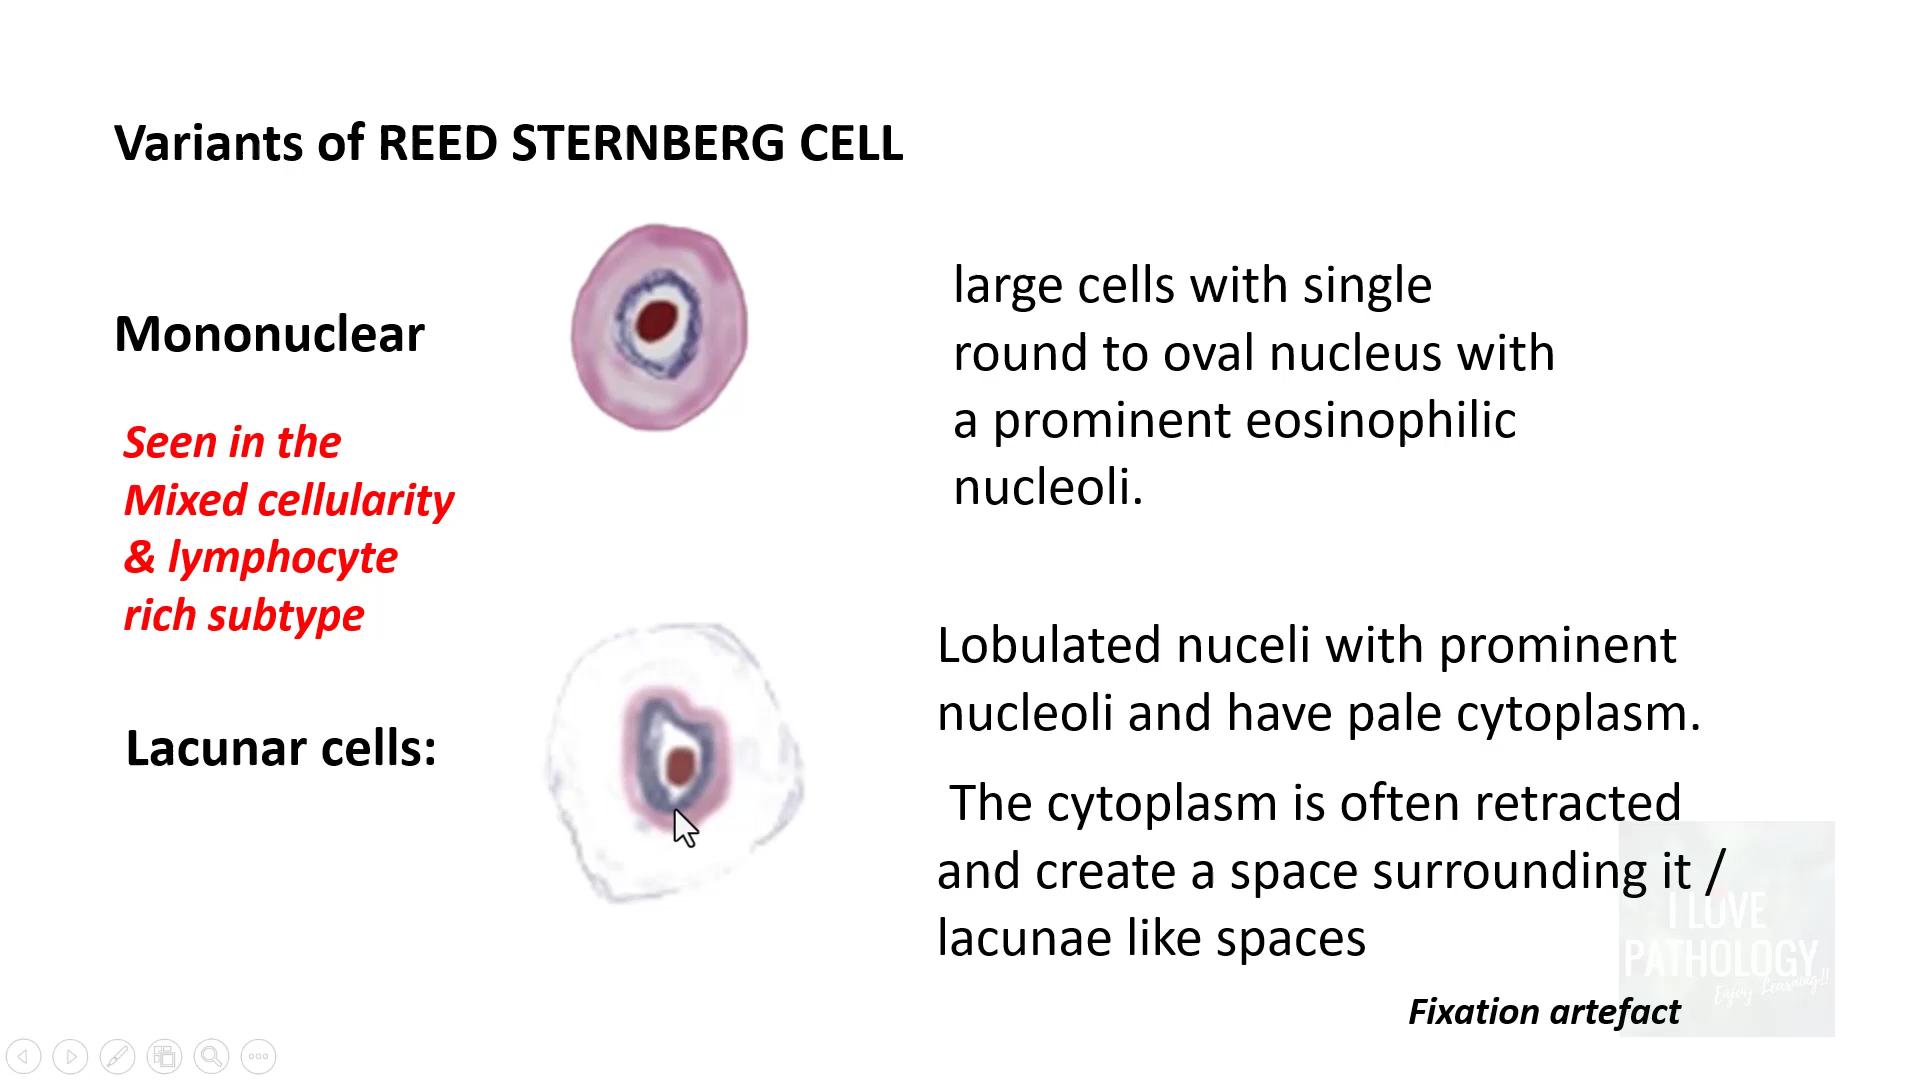 Variants of REED STERNBERG CELL
Mononuclear
large cells with single
round to oval nucleus with
a prominent eosinophilic
nucleoli.
Seen in the
Mixed cellularity
& lymphocyte
rich subtype
Lacunar cells:
Lobulated nuceli with prominent
nucleoli and have pale cytoplasm.
The cytoplasm is often retracted
and create a space surrounding it /
lacunae like spaces
Fixation artefact
I LOVE
PATHOLOGY
Enjoy Learning!!